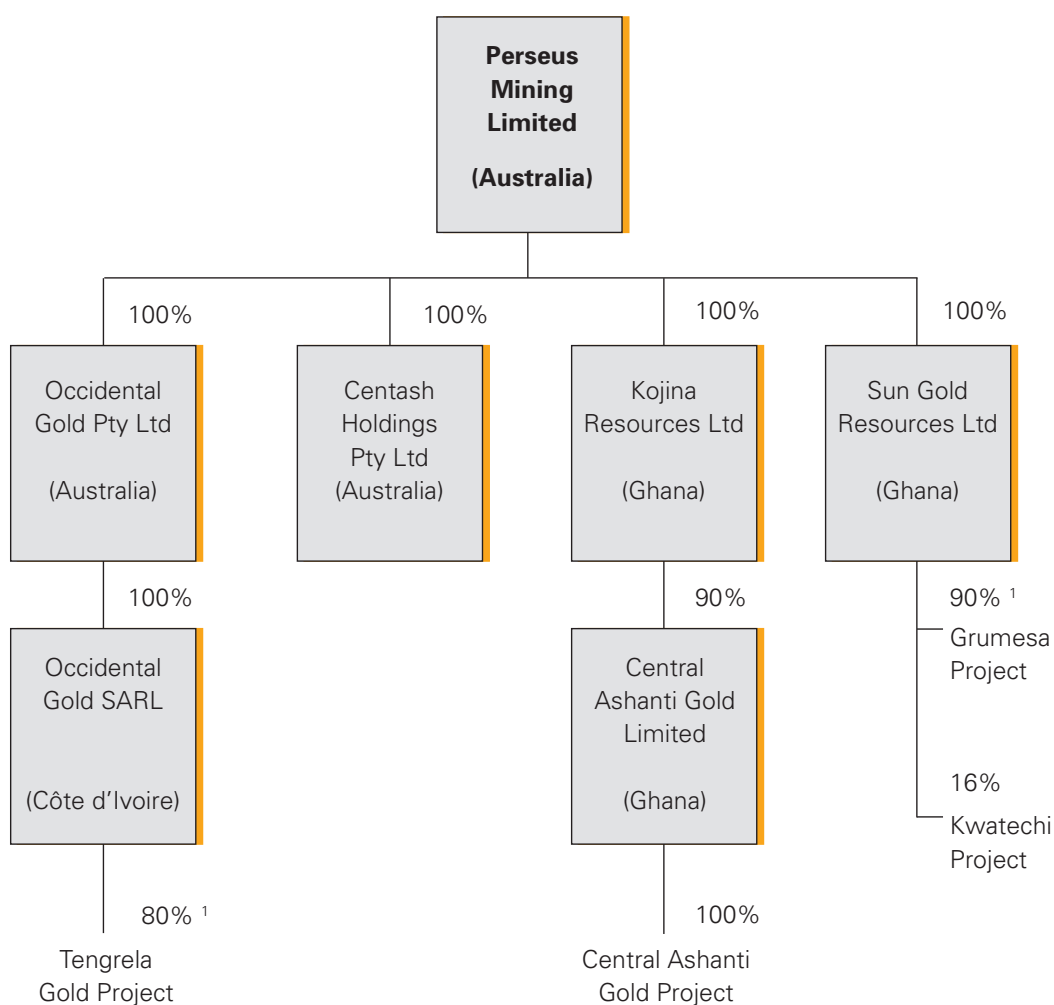 Perseus
Mining
Limited
(Australia)
100%
100%
100%
100%
Occidental
Gold Pty Ltd
(Australia)
Centash
Holdings
Pty Ltd
(Australia)
Kojina
Resources Ltd
(Ghana)
Sun Gold
Resources Ltd
(Ghana)
100%
90%
90% 1
Grumesa
Project
Occidental
Gold SARL
(Côte d'Ivoire)
Central
Ashanti Gold
Limited
(Ghana)
16%
Kwatechi
Project
80% 1
100%
Tengrela
Gold Project
Central Ashanti
Gold Project